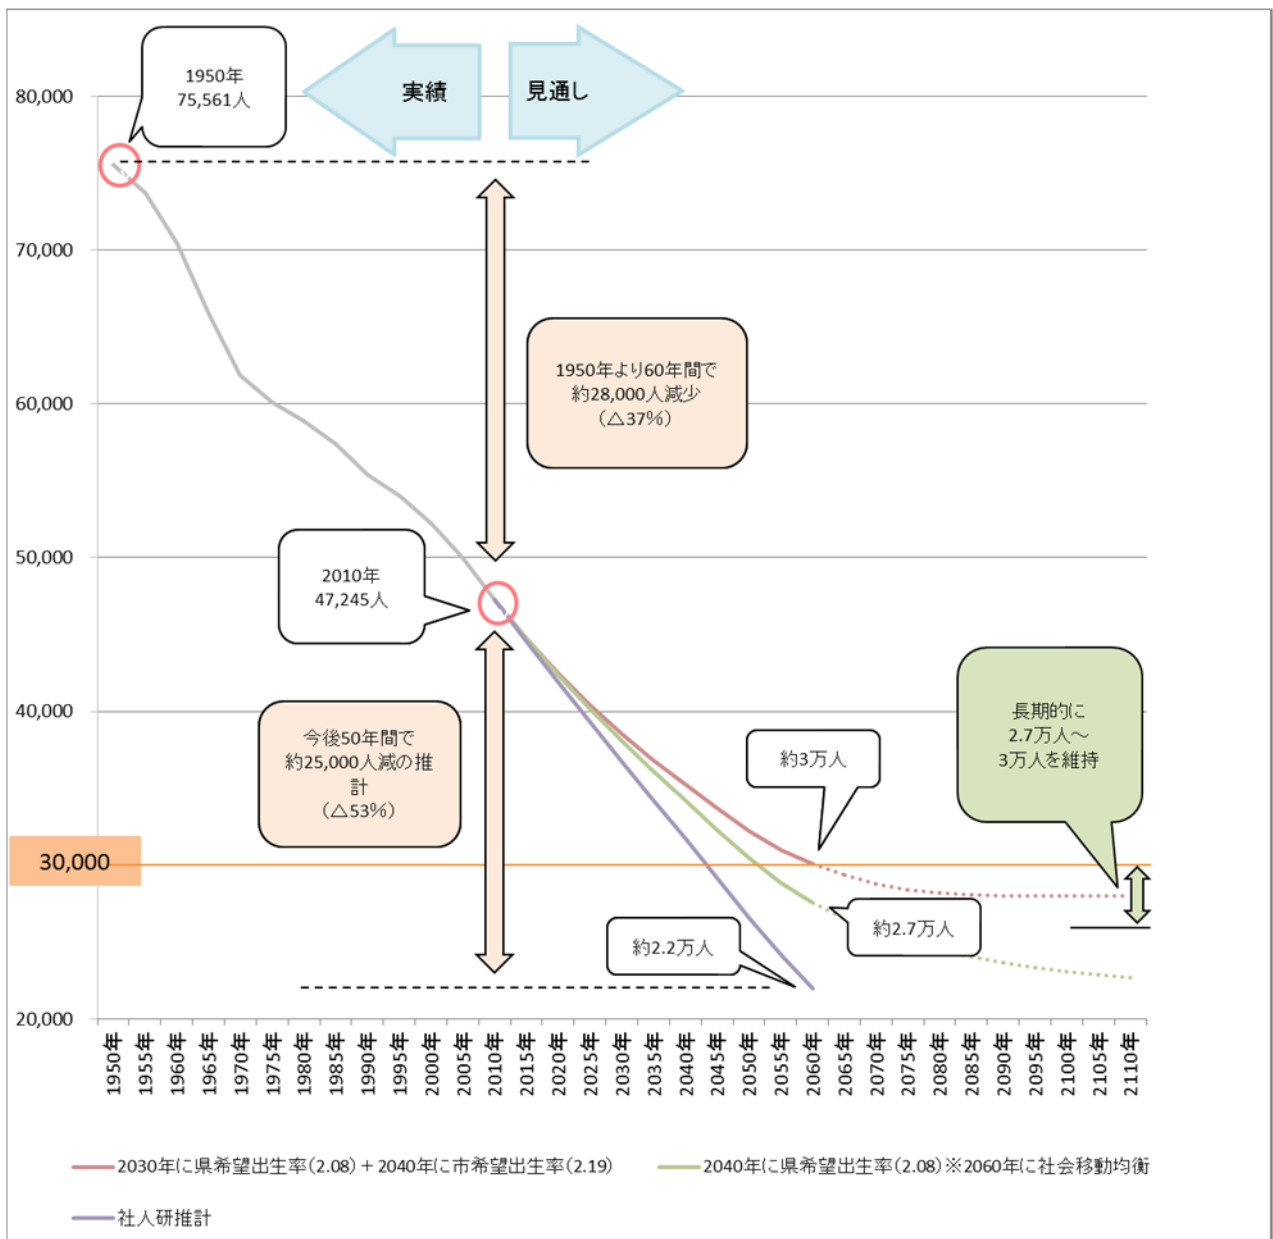 1950年
75,561人
実績
見通し
80,000
70,000
60,000
50,000
40,000
30,000
20,000
1950年より60年間で
約28,000人減少
(△37%)
2010年
47,245人
今後50年間で
約25,000人減の推
計
(△53%)
長期的に
2.7万人～
3万人を維持
約3万人
約2.7万人
約2.2万人
1950年
1955年
1960年
1965年
1970年
1975年
1980年
1985年
1990年
1995年
2000年
2005年
2010年
2015年
2020年
2025年
2030年
2035年
2040年
2045年
2050年
2055年
2060年
2065年
2070年
2075年
2080年
2085年
2090年
2095年
2100年
2105年
2110年
2030年に県希望出生率(2.08)+2040年に市希望出生率(2.19)
2040年に県希望出生率(2.08)※2060年に社会移動均衡
社人研推計